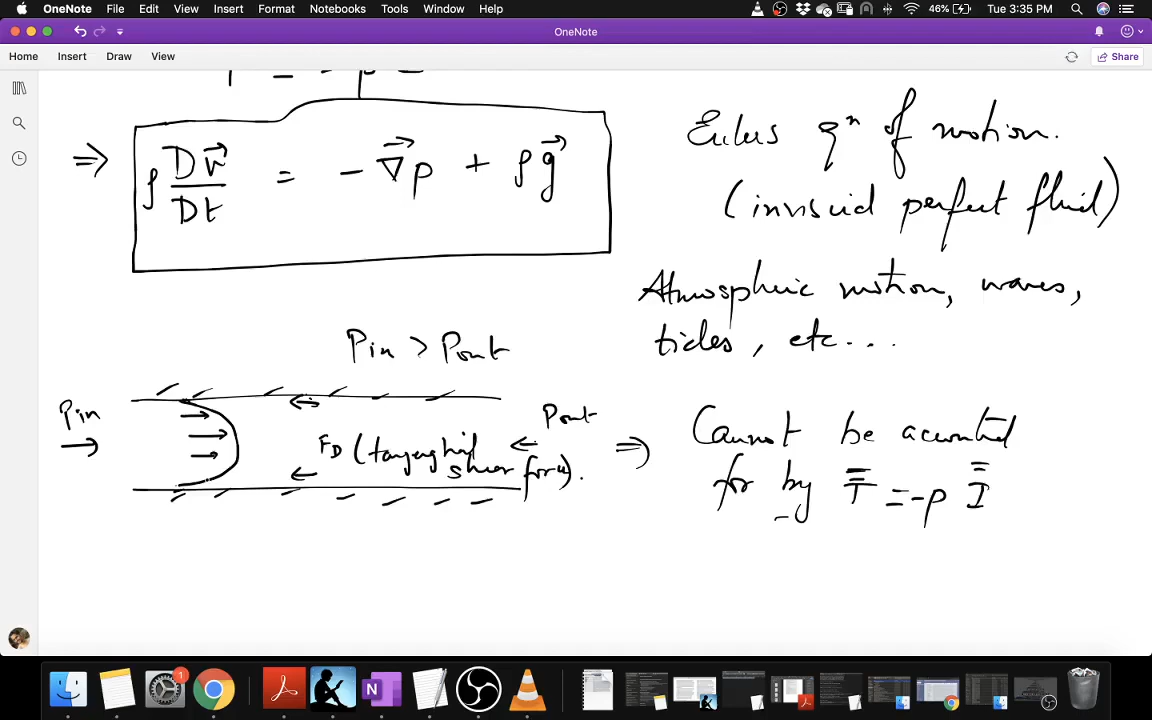 OneNote File Edit View Insert Format Notebooks Tools Window Help 46% Tue 3:35 PM
OneNote
Home Insert Draw View Share
⇒ ρ Dv⃗/Dt = - ∇⃗p + ρg⃗
Eulers eqⁿ of motion.
(inviscid perfect fluid)
Atmospheric motion, waves,
tides, etc...
Pin > Pout
Pin
Pout
FD (tangential
shear force).
⇒ Cannot be accounted
for by T̿ = -p I̿
1